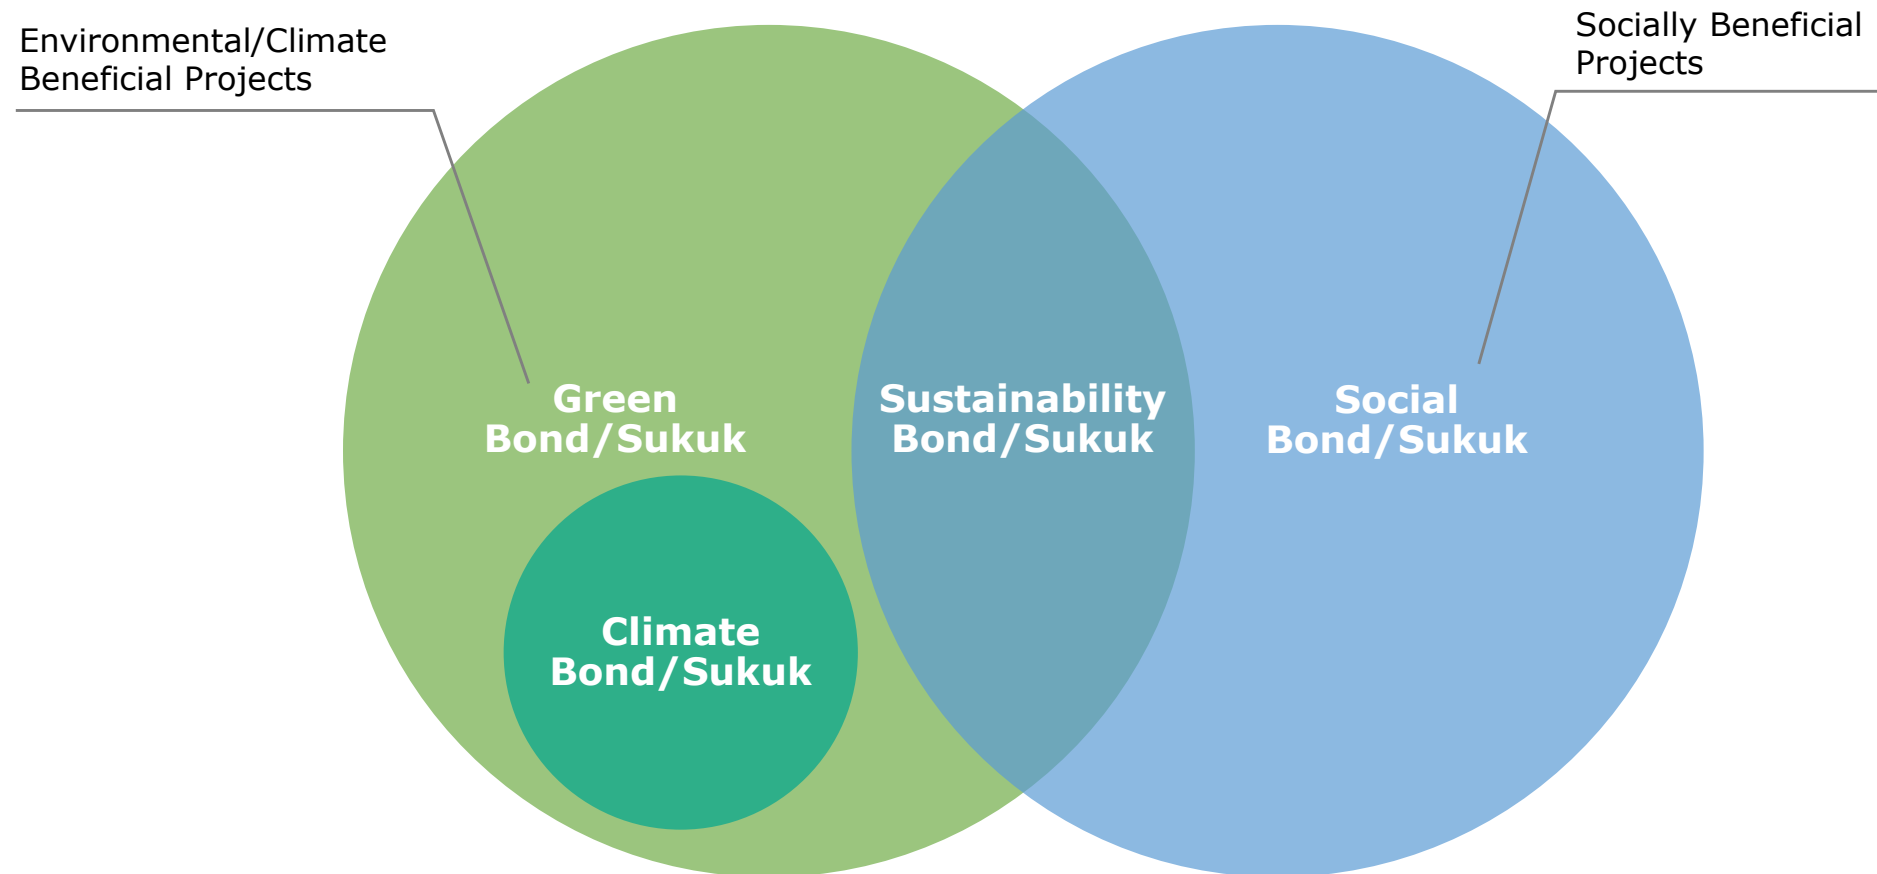 Environmental/Climate
Beneficial Projects
Socially Beneficial
Projects
Green
Bond/Sukuk
Sustainability
Bond/Sukuk
Social
Bond/Sukuk
Climate
Bond/Sukuk